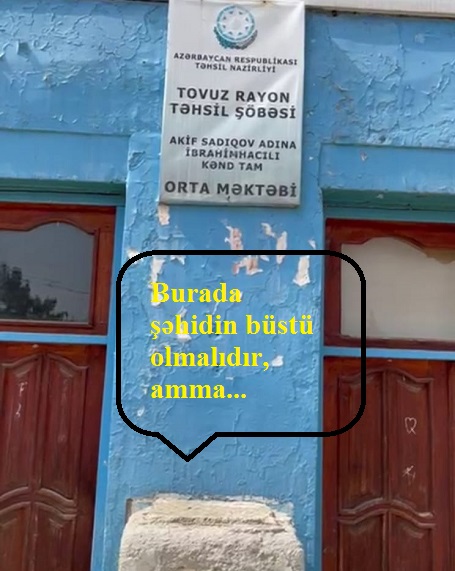 AZƏRBAYCAN RESPUBLİKASI
TƏHSİL NAZİRLİYİ
TOVUZ RAYON
TƏHSİL ŞÖBƏSİ
AKİF SADIQOV ADINA
İBRAHİMHACILI
KƏND TAM
ORTA MƏKTƏBİ
Burada
şəhidin büstü
olmalıdır,
amma...